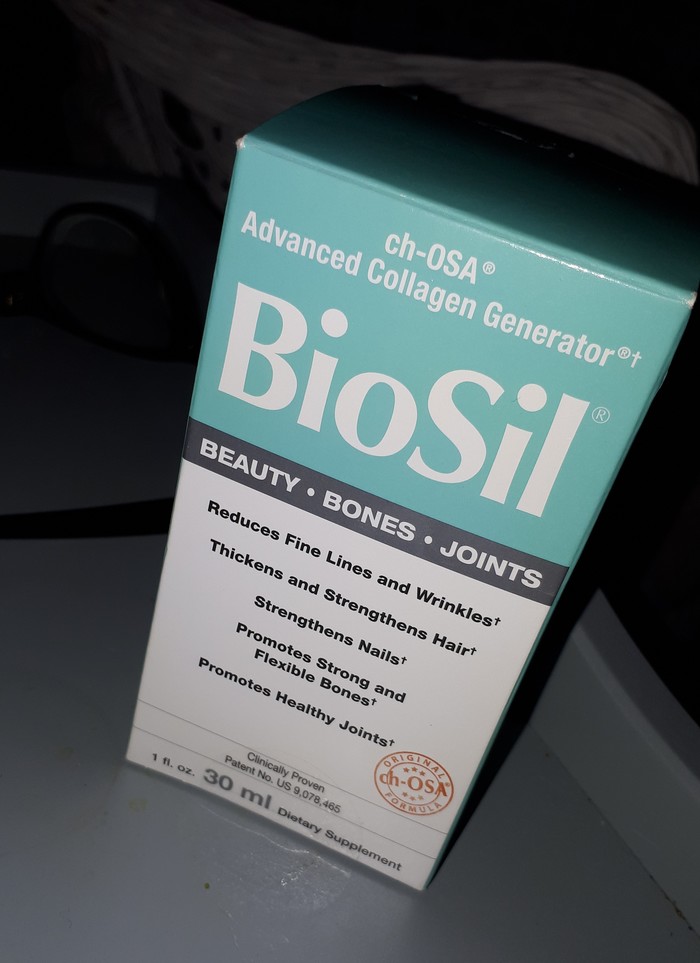 ch-OSA®
Advanced Collagen Generator®†
BioSil®
BEAUTY • BONES • JOINTS
Reduces Fine Lines and Wrinkles†
Thickens and Strengthens Hair†
Strengthens Nails†
Promotes Strong and
Flexible Bones†
Promotes Healthy Joints†
Clinically Proven
Patent No. US 9,078,465
1 fl. oz. 30 ml Dietary Supplement
ORIGINAL
ch-OSA®
FORMULA